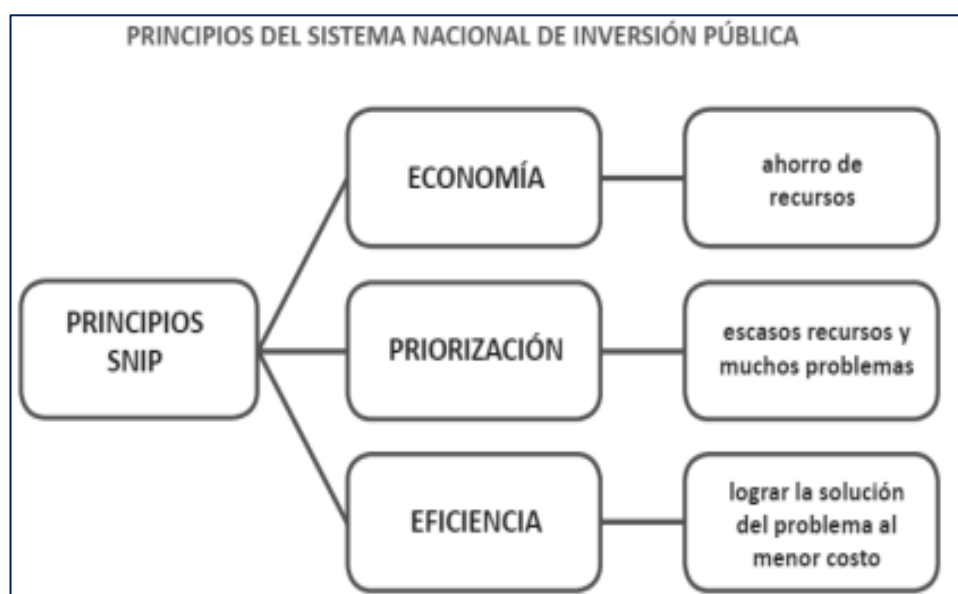 PRINCIPIOS DEL SISTEMA NACIONAL DE INVERSIÓN PÚBLICA
ECONOMÍA
ahorro de
recursos
PRINCIPIOS
SNIP
PRIORIZACIÓN
escasos recursos y
muchos problemas
EFICIENCIA
lograr la solución
del problema al
menor costo